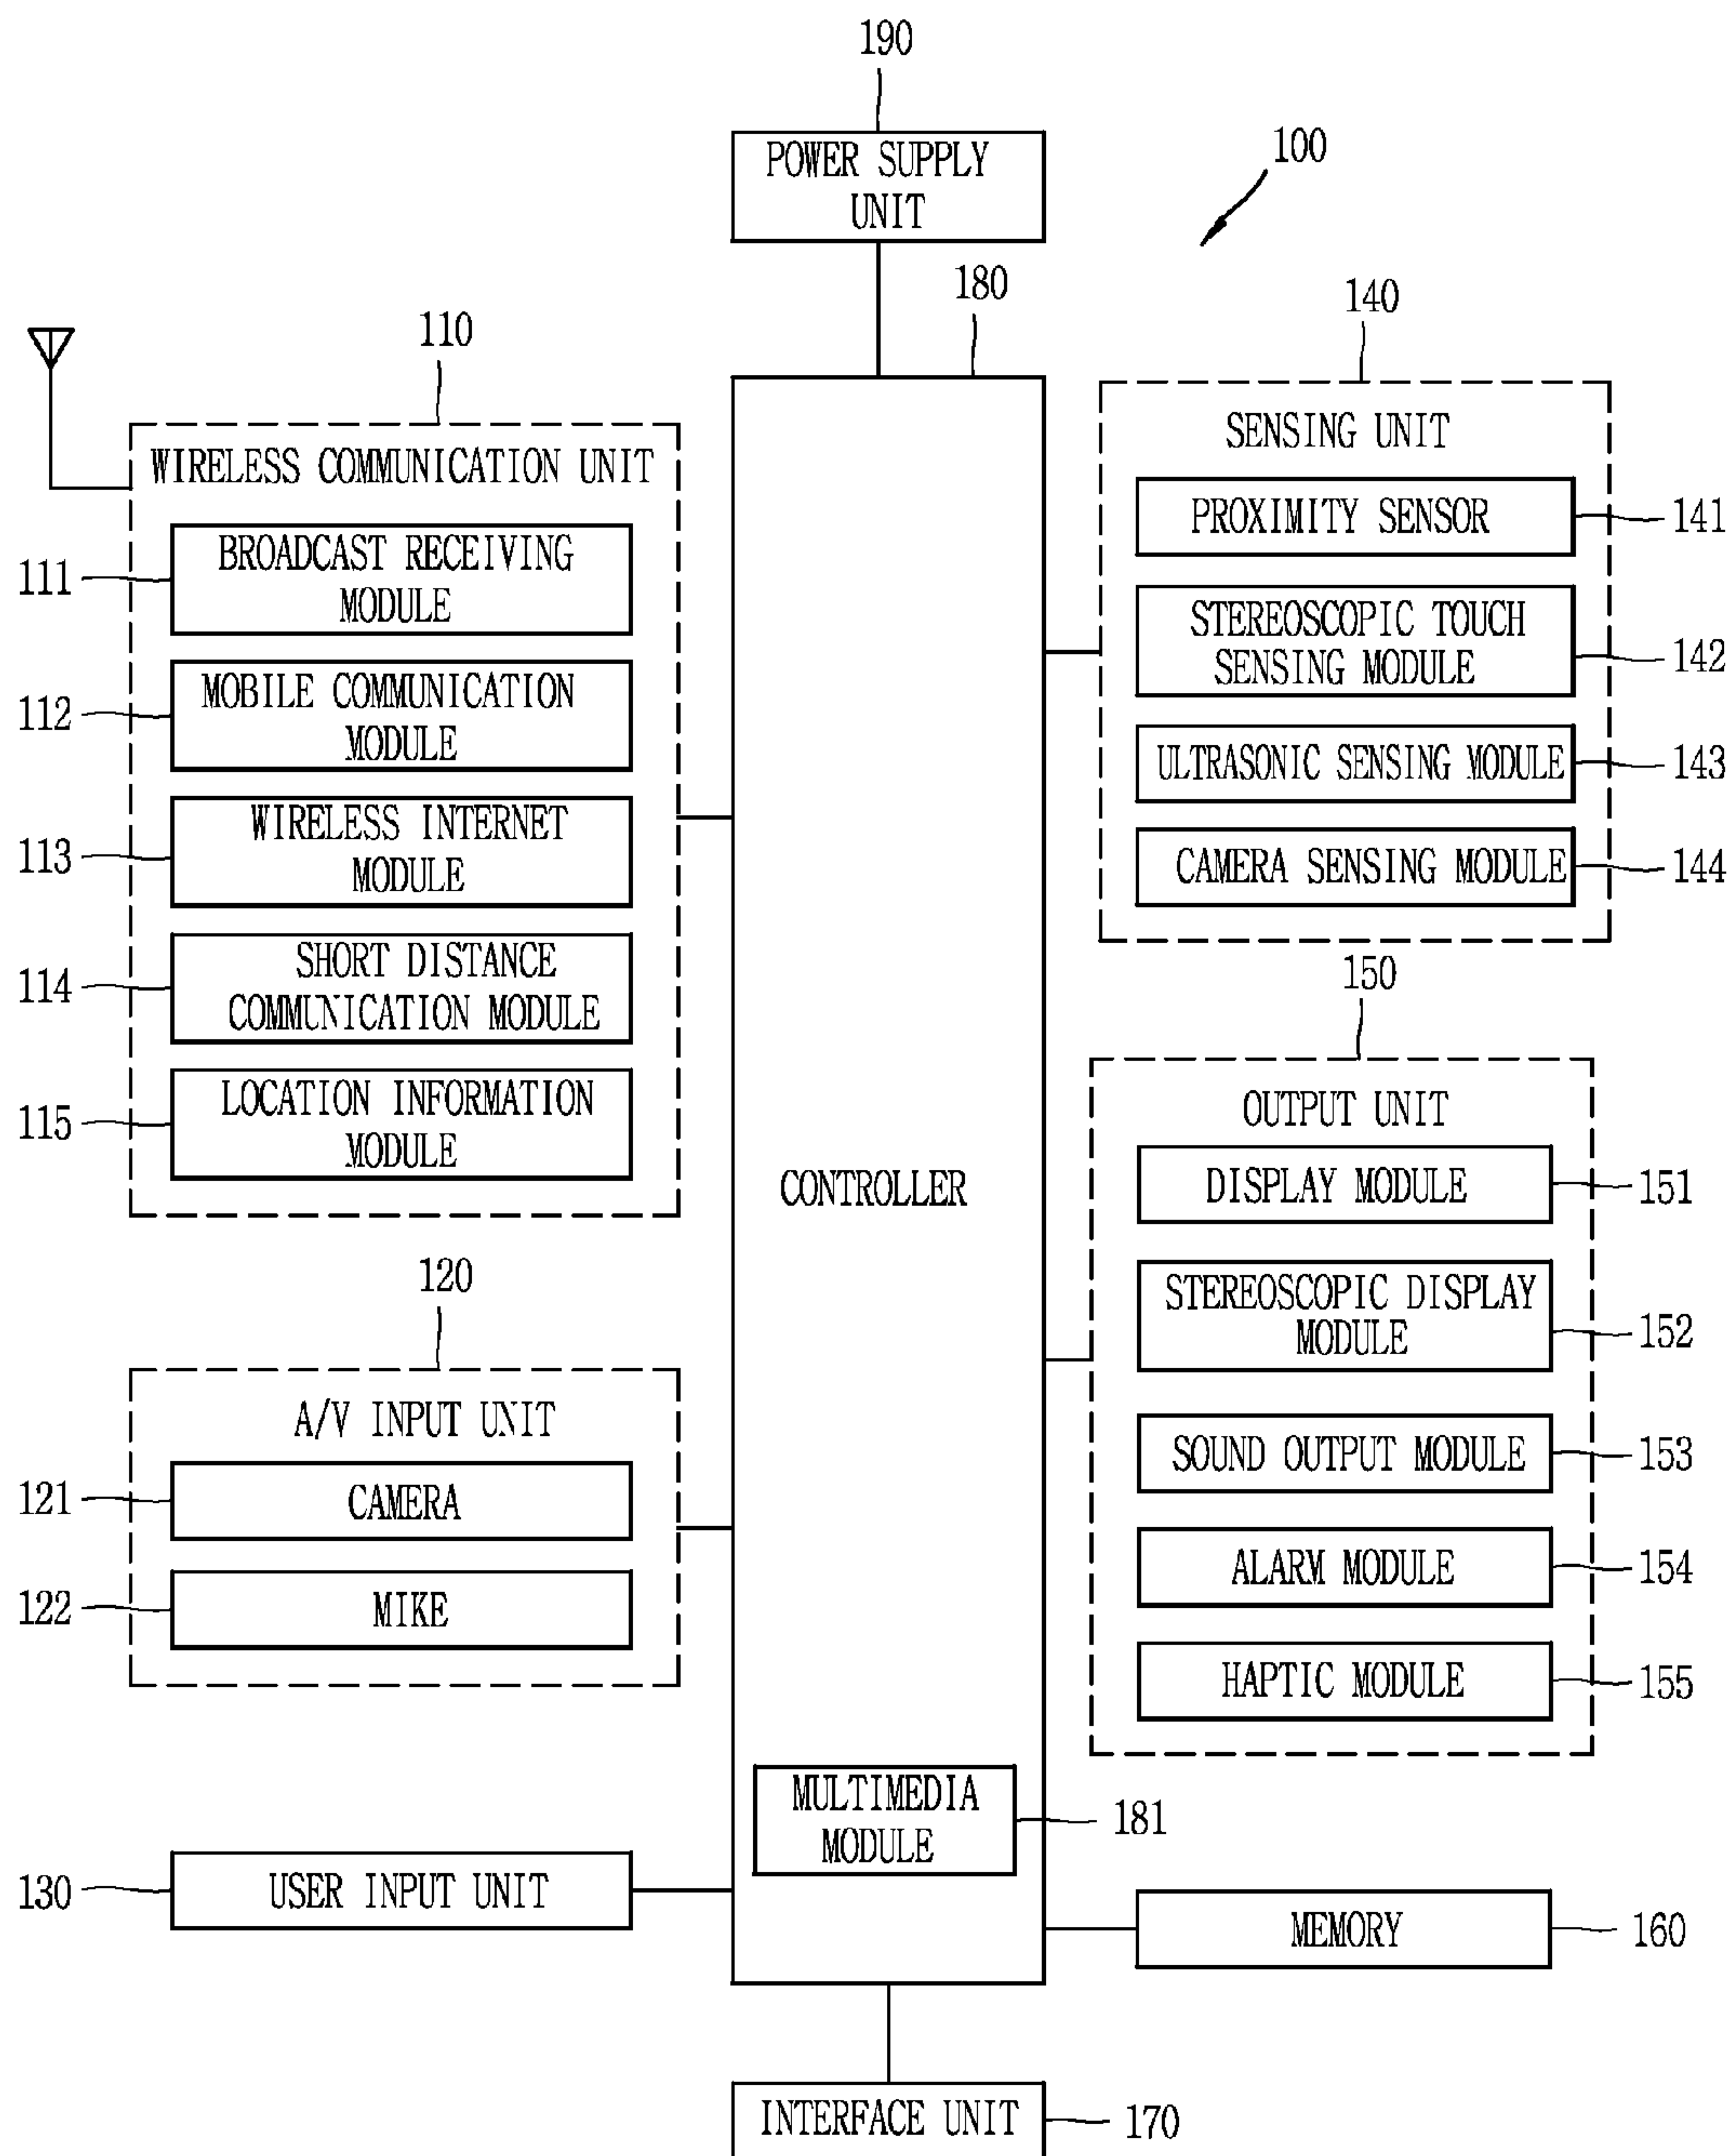 190
POWER SUPPLY
UNIT
100
180
110
WIRELESS COMMUNICATION UNIT
111
BROADCAST RECEIVING
MODULE
112
MOBILE COMMUNICATION
MODULE
113
WIRELESS INTERNET
MODULE
114
SHORT DISTANCE
COMMUNICATION MODULE
115
LOCATION INFORMATION
MODULE
120
A/V INPUT UNIT
121
CAMERA
122
MIKE
130
USER INPUT UNIT
CONTROLLER
MULTIMEDIA
MODULE
181
140
SENSING UNIT
PROXIMITY SENSOR
141
STEREOSCOPIC TOUCH
SENSING MODULE
142
ULTRASONIC SENSING MODULE
143
CAMERA SENSING MODULE
144
150
OUTPUT UNIT
DISPLAY MODULE
151
STEREOSCOPIC DISPLAY
MODULE
152
SOUND OUTPUT MODULE
153
ALARM MODULE
154
HAPTIC MODULE
155
MEMORY
160
INTERFACE UNIT
170